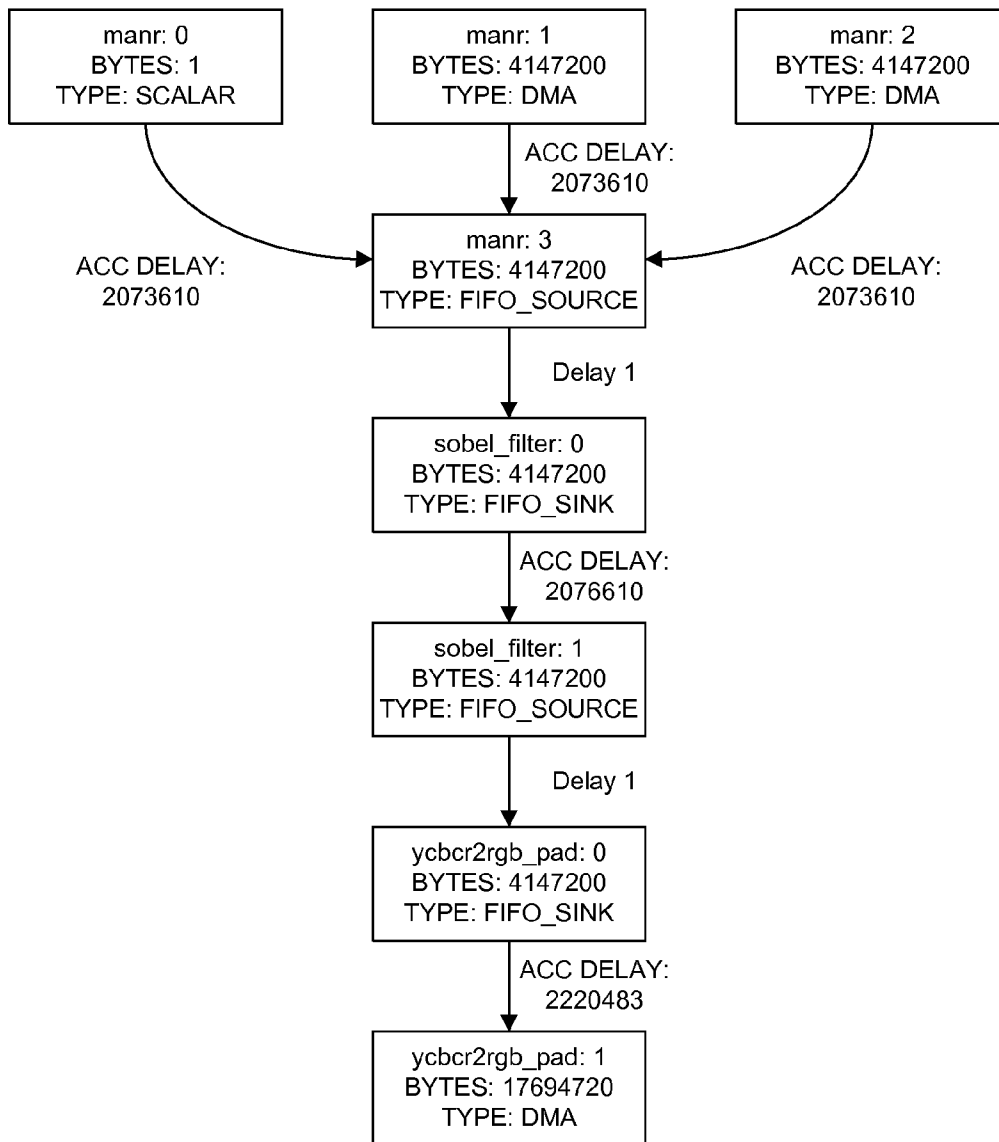 manr: 0
BYTES: 1
TYPE: SCALAR
manr: 1
BYTES: 4147200
TYPE: DMA
manr: 2
BYTES: 4147200
TYPE: DMA
ACC DELAY:
2073610
ACC DELAY:
2073610
ACC DELAY:
2073610
manr: 3
BYTES: 4147200
TYPE: FIFO_SOURCE
Delay 1
sobel_filter: 0
BYTES: 4147200
TYPE: FIFO_SINK
ACC DELAY:
2076610
sobel_filter: 1
BYTES: 4147200
TYPE: FIFO_SOURCE
Delay 1
ycbcr2rgb_pad: 0
BYTES: 4147200
TYPE: FIFO_SINK
ACC DELAY:
2220483
ycbcr2rgb_pad: 1
BYTES: 17694720
TYPE: DMA